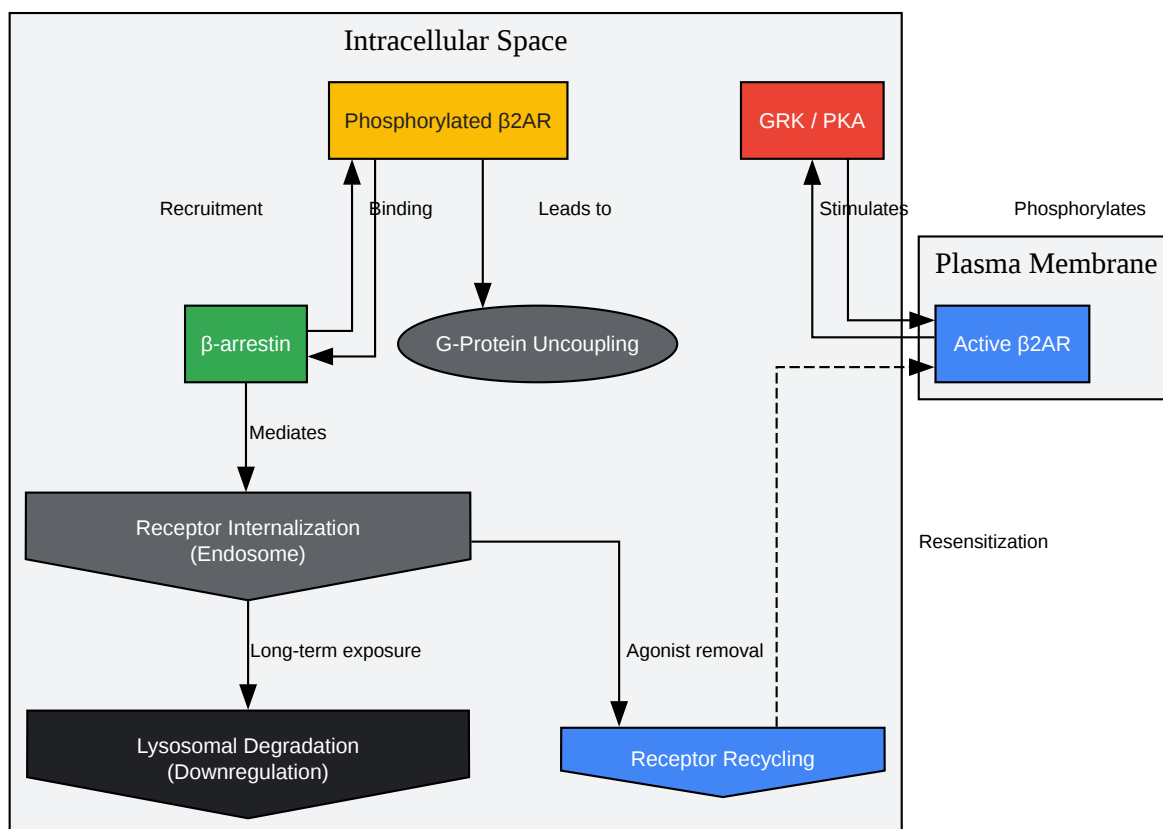 Intracellular Space
Phosphorylated β2AR
GRK / PKA
Recruitment
Binding
Leads to
Stimulates
Phosphorylates
Plasma Membrane
β-arrestin
G-Protein Uncoupling
Active β2AR
Mediates
Receptor Internalization
(Endosome)
Resensitization
Long-term exposure
Agonist removal
Lysosomal Degradation
(Downregulation)
Receptor Recycling